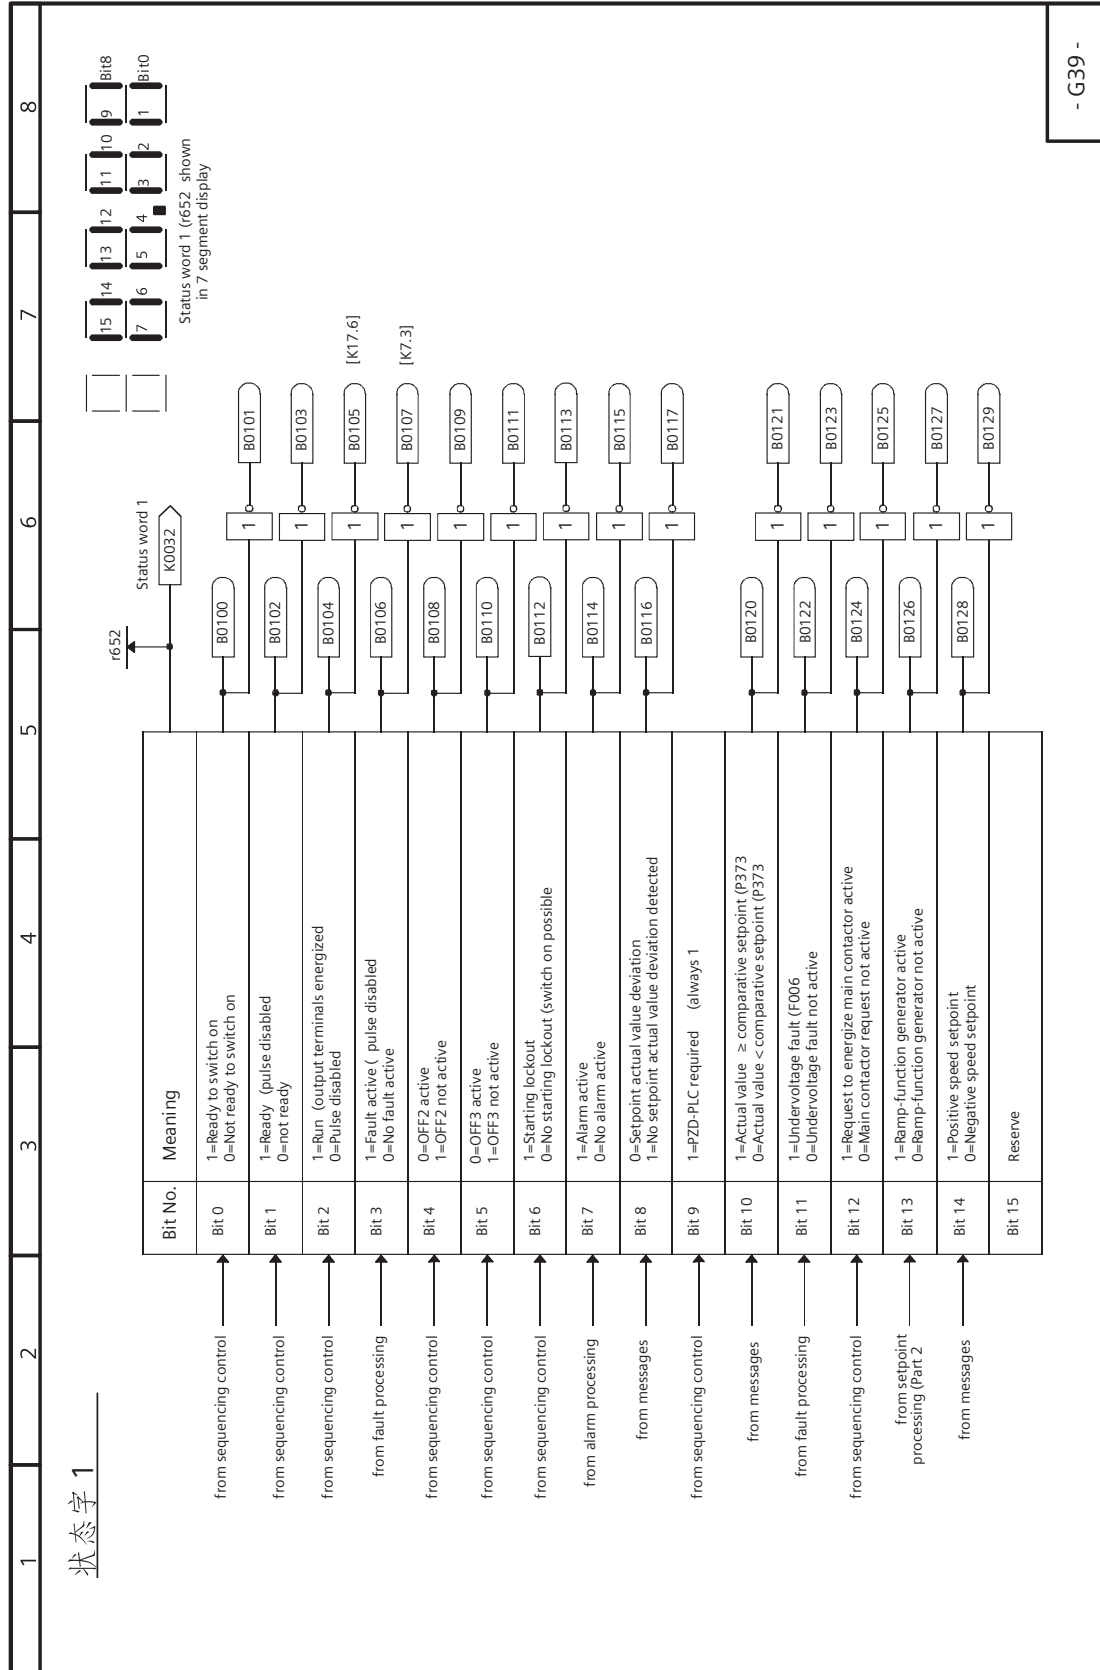 1 2 3 4 5 6 7 8
状态字 1
Bit No. Meaning
from sequencing control Bit 0 1=Ready to switch on
0=Not ready to switch on
B0100 1 B0101
from sequencing control Bit 1 1=Ready (pulse disabled
0=not ready
B0102 1 B0103
from sequencing control Bit 2 1=Run (output terminals energized
0=Pulse disabled
B0104 1 B0105 [K17.6]
from fault processing Bit 3 1=Fault active ( pulse disabled
0=No fault active
B0106 1 B0107 [K7.3]
from sequencing control Bit 4 0=OFF2 active
1=OFF2 not active
B0108 1 B0109
from sequencing control Bit 5 0=OFF3 active
1=OFF3 not active
B0110 1 B0111
from sequencing control Bit 6 1=Starting lockout
0=No starting lockout (switch on possible
B0112 1 B0113
from alarm processing Bit 7 1=Alarm active
0=No alarm active
B0114 1 B0115
from messages Bit 8 0=Setpoint actual value deviation
1=No setpoint actual value deviation detected
B0116 1 B0117
from sequencing control Bit 9 1=PZD-PLC required (always 1
from messages Bit 10 1=Actual value ≥ comparative setpoint (P373
0=Actual value < comparative setpoint (P373
B0120 1 B0121
from fault processing Bit 11 1=Undervoltage fault (F006
0=Undervoltage fault not active
B0122 1 B0123
from sequencing control Bit 12 1=Request to energize main contactor active
0=Main contactor request not active
B0124 1 B0125
from setpoint
processing (Part 2
Bit 13 1=Ramp-function generator active
0=Ramp-function generator not active
B0126 1 B0127
from messages Bit 14 1=Positive speed setpoint
0=Negative speed setpoint
B0128 1 B0129
Bit 15 Reserve
r652
Status word 1
K0032
15 14 13 12 11 10 9 Bit8
7 6 5 4 3 2 1 Bit0
Status word 1 (r652 shown
in 7 segment display
- G39 -